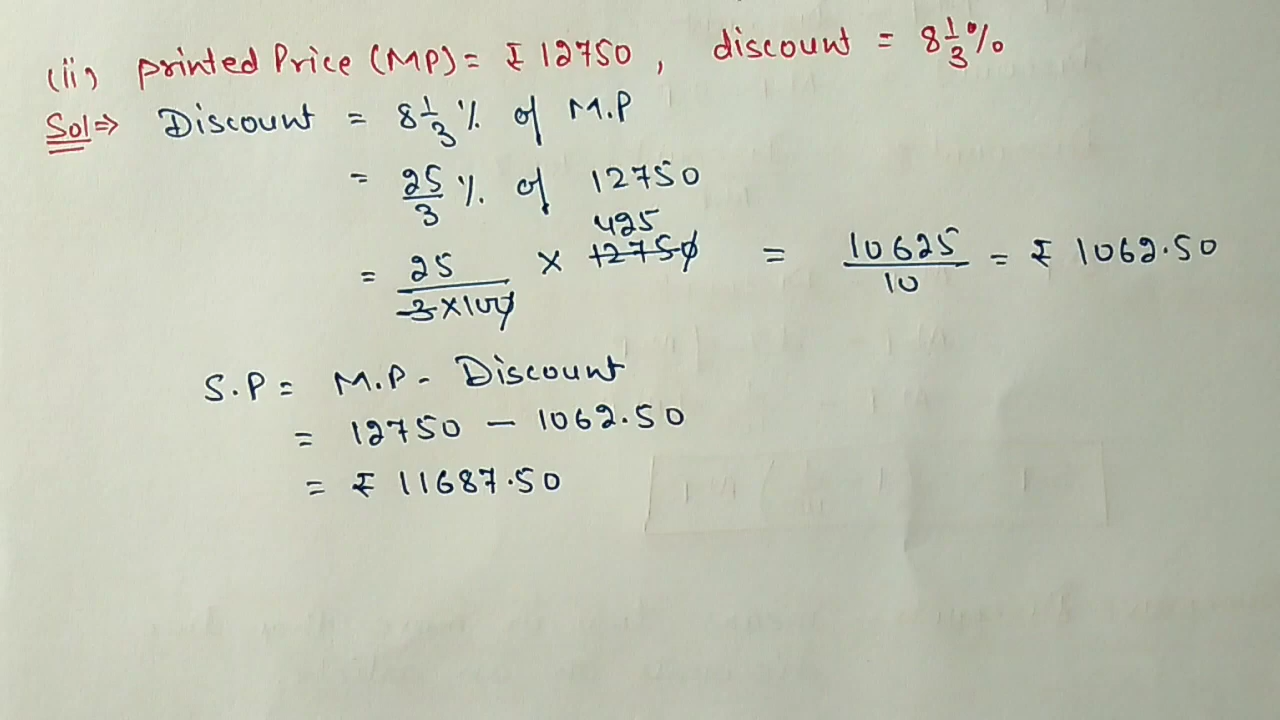 (ii) Printed Price (MP) = ₹ 12750, discount = 8 1/3 %
Sol⇒ Discount = 8 1/3 % of M.P
= 25/3 % of 12750
425
= 25/(3×100) × 12750 = 10625/10 = ₹ 1062.50
S.P = M.P - Discount
= 12750 - 1062.50
= ₹ 11687.50